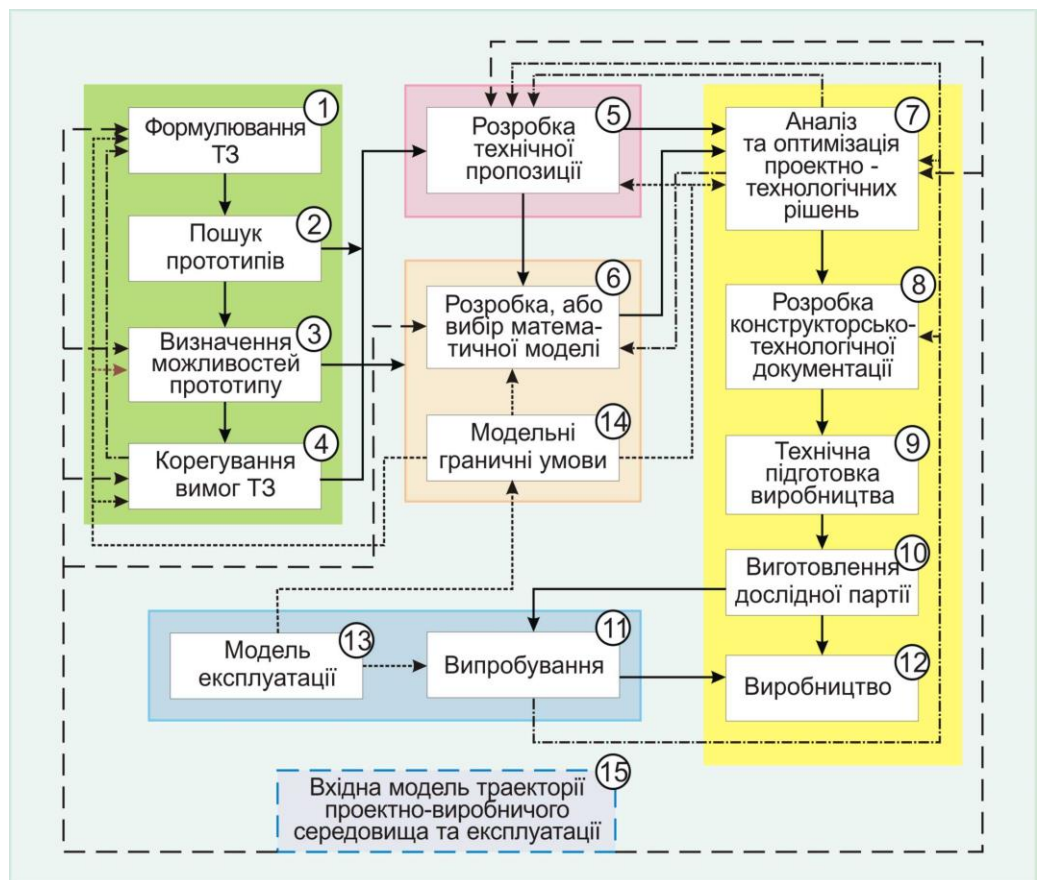 1
Формулювання
ТЗ
2
Пошук
прототипів
3
Визначення
можливостей
прототипу
4
Корегування
вимог ТЗ
5
Розробка
технічної
пропозиції
6
Розробка, або
вибір матема-
тичної моделі
14
Модельні
граничні умови
7
Аналіз
та оптимізація
проектно -
технологічних
рішень
8
Розробка
конструкторсько-
технологічної
документації
9
Технічна
підготовка
виробництва
10
Виготовлення
дослідної партії
13
Модель
експлуатації
11
Випробування
12
Виробництво
15
Вхідна модель траекторії
проектно-виробничого
середовища та експлуатації